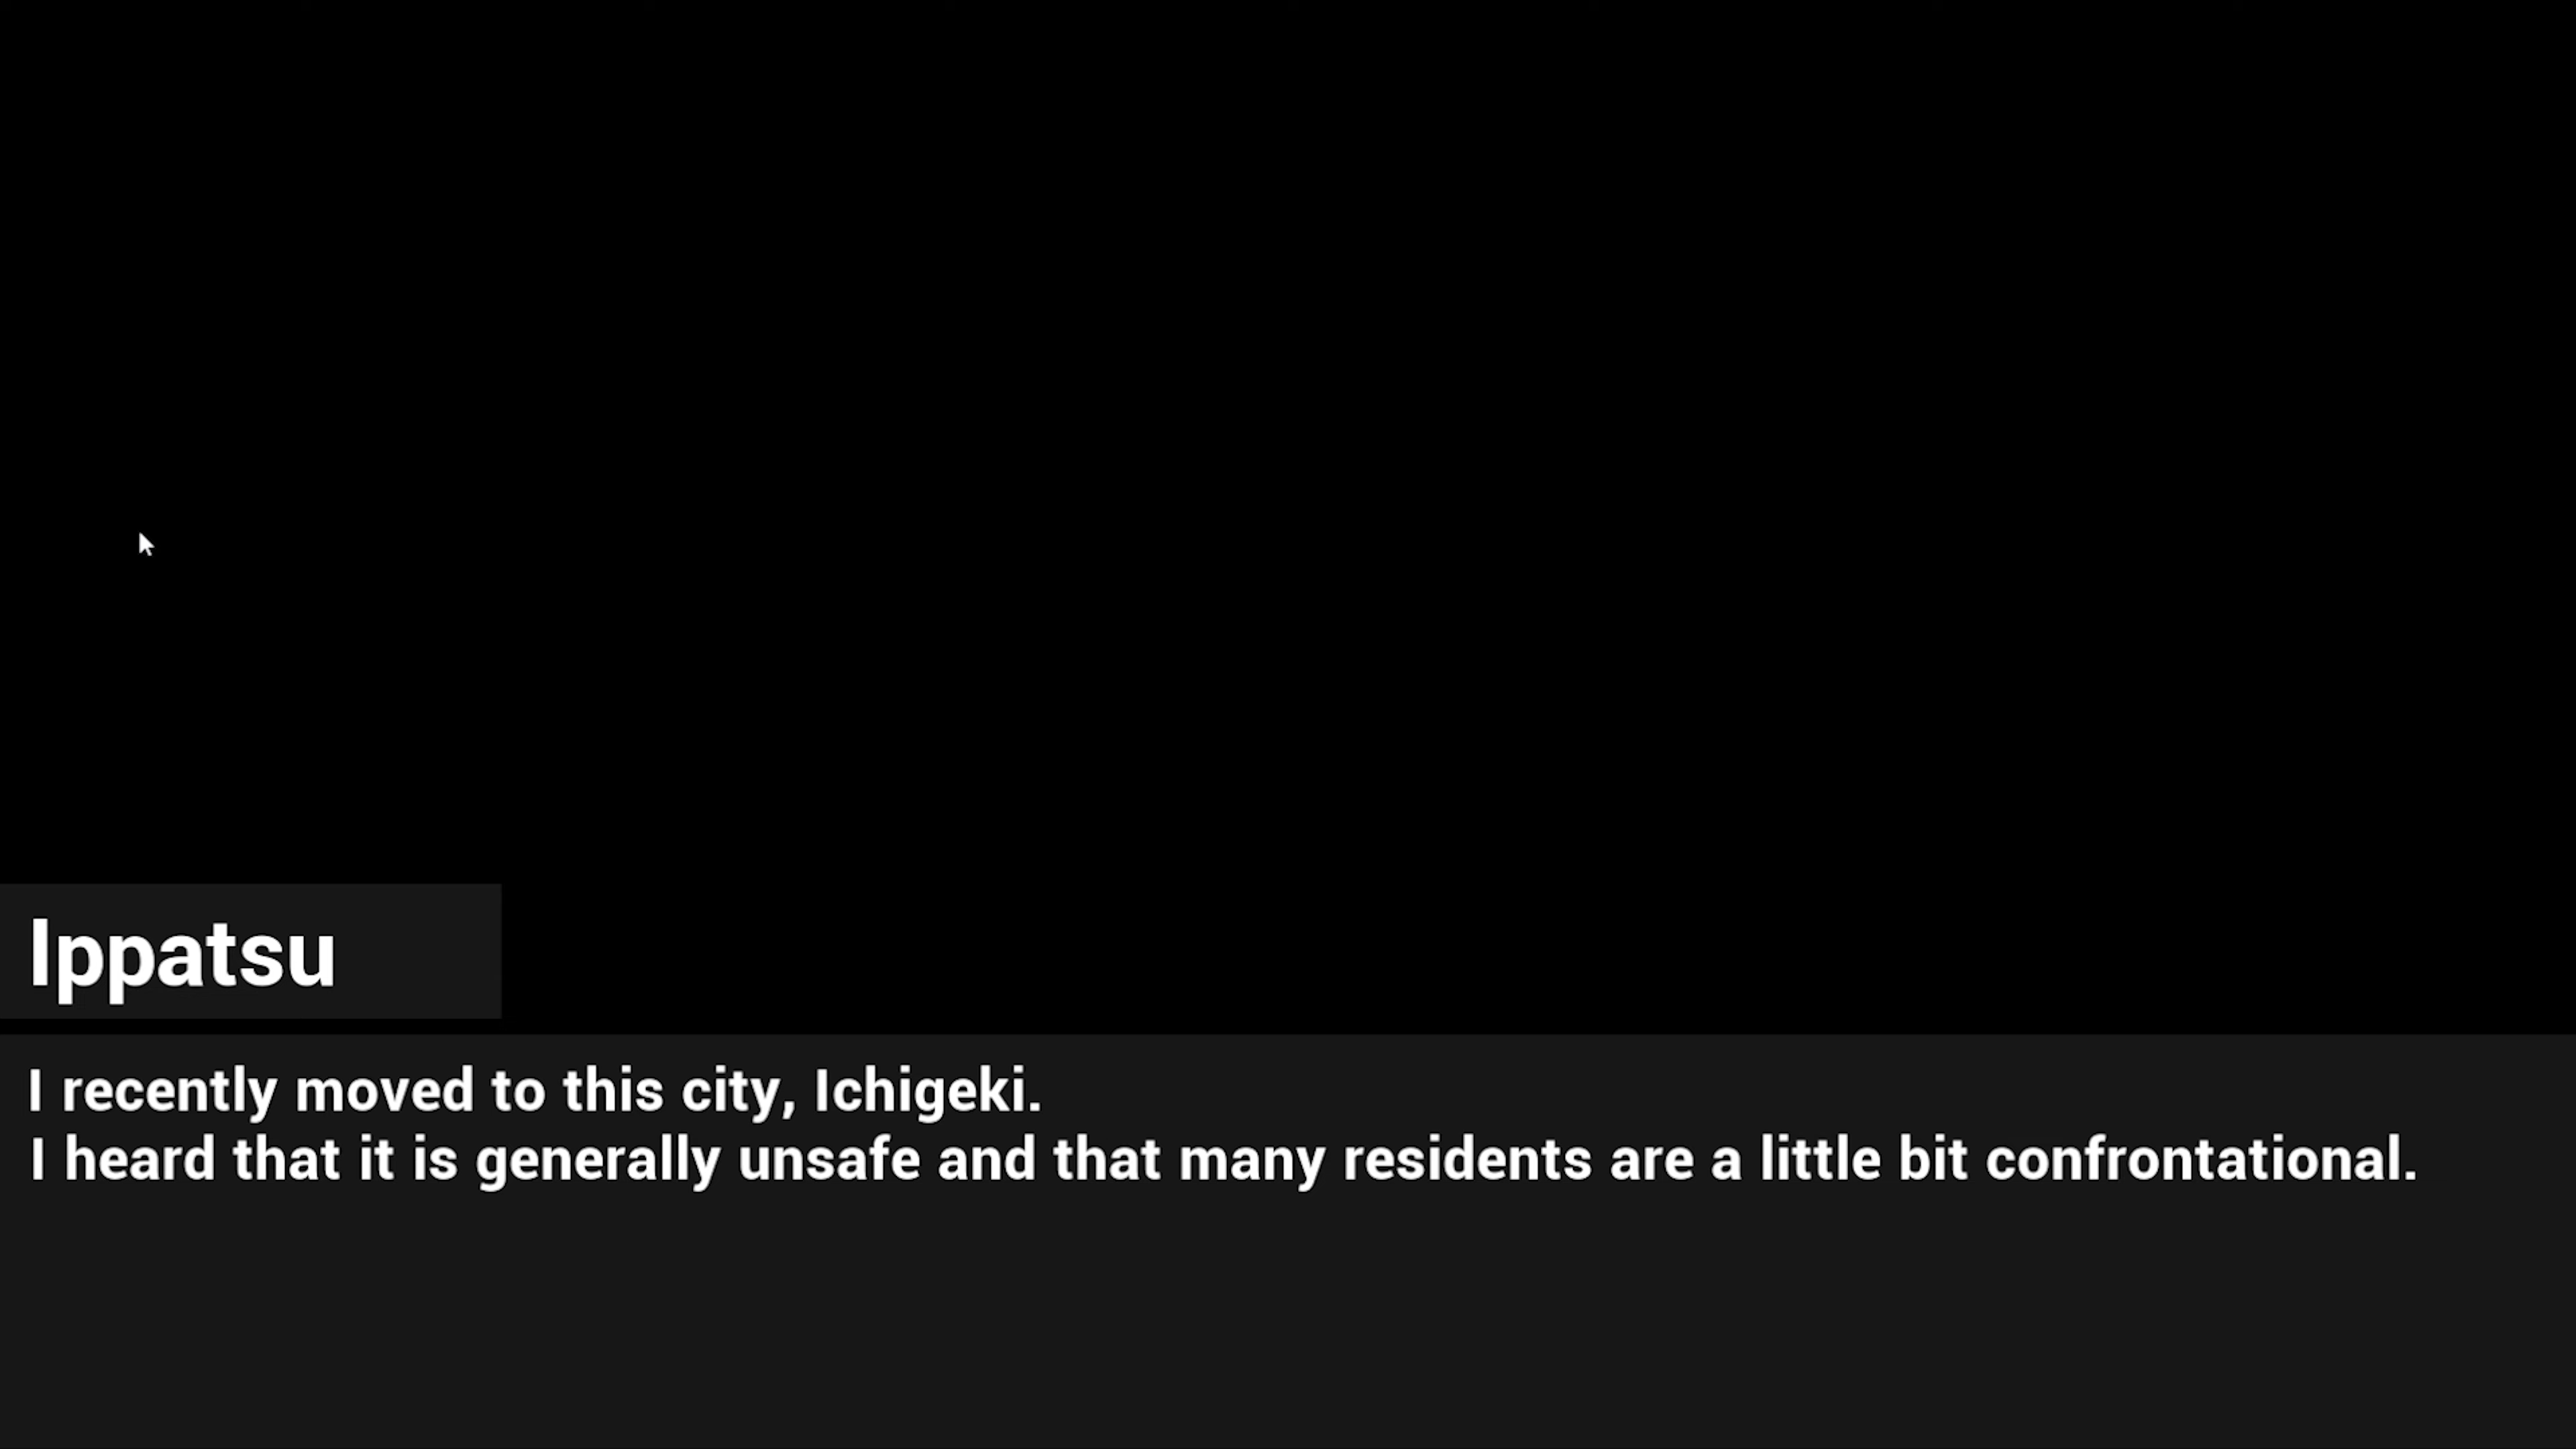 Ippatsu
I recently moved to this city, Ichigeki.
I heard that it is generally unsafe and that many residents are a little bit confrontational.